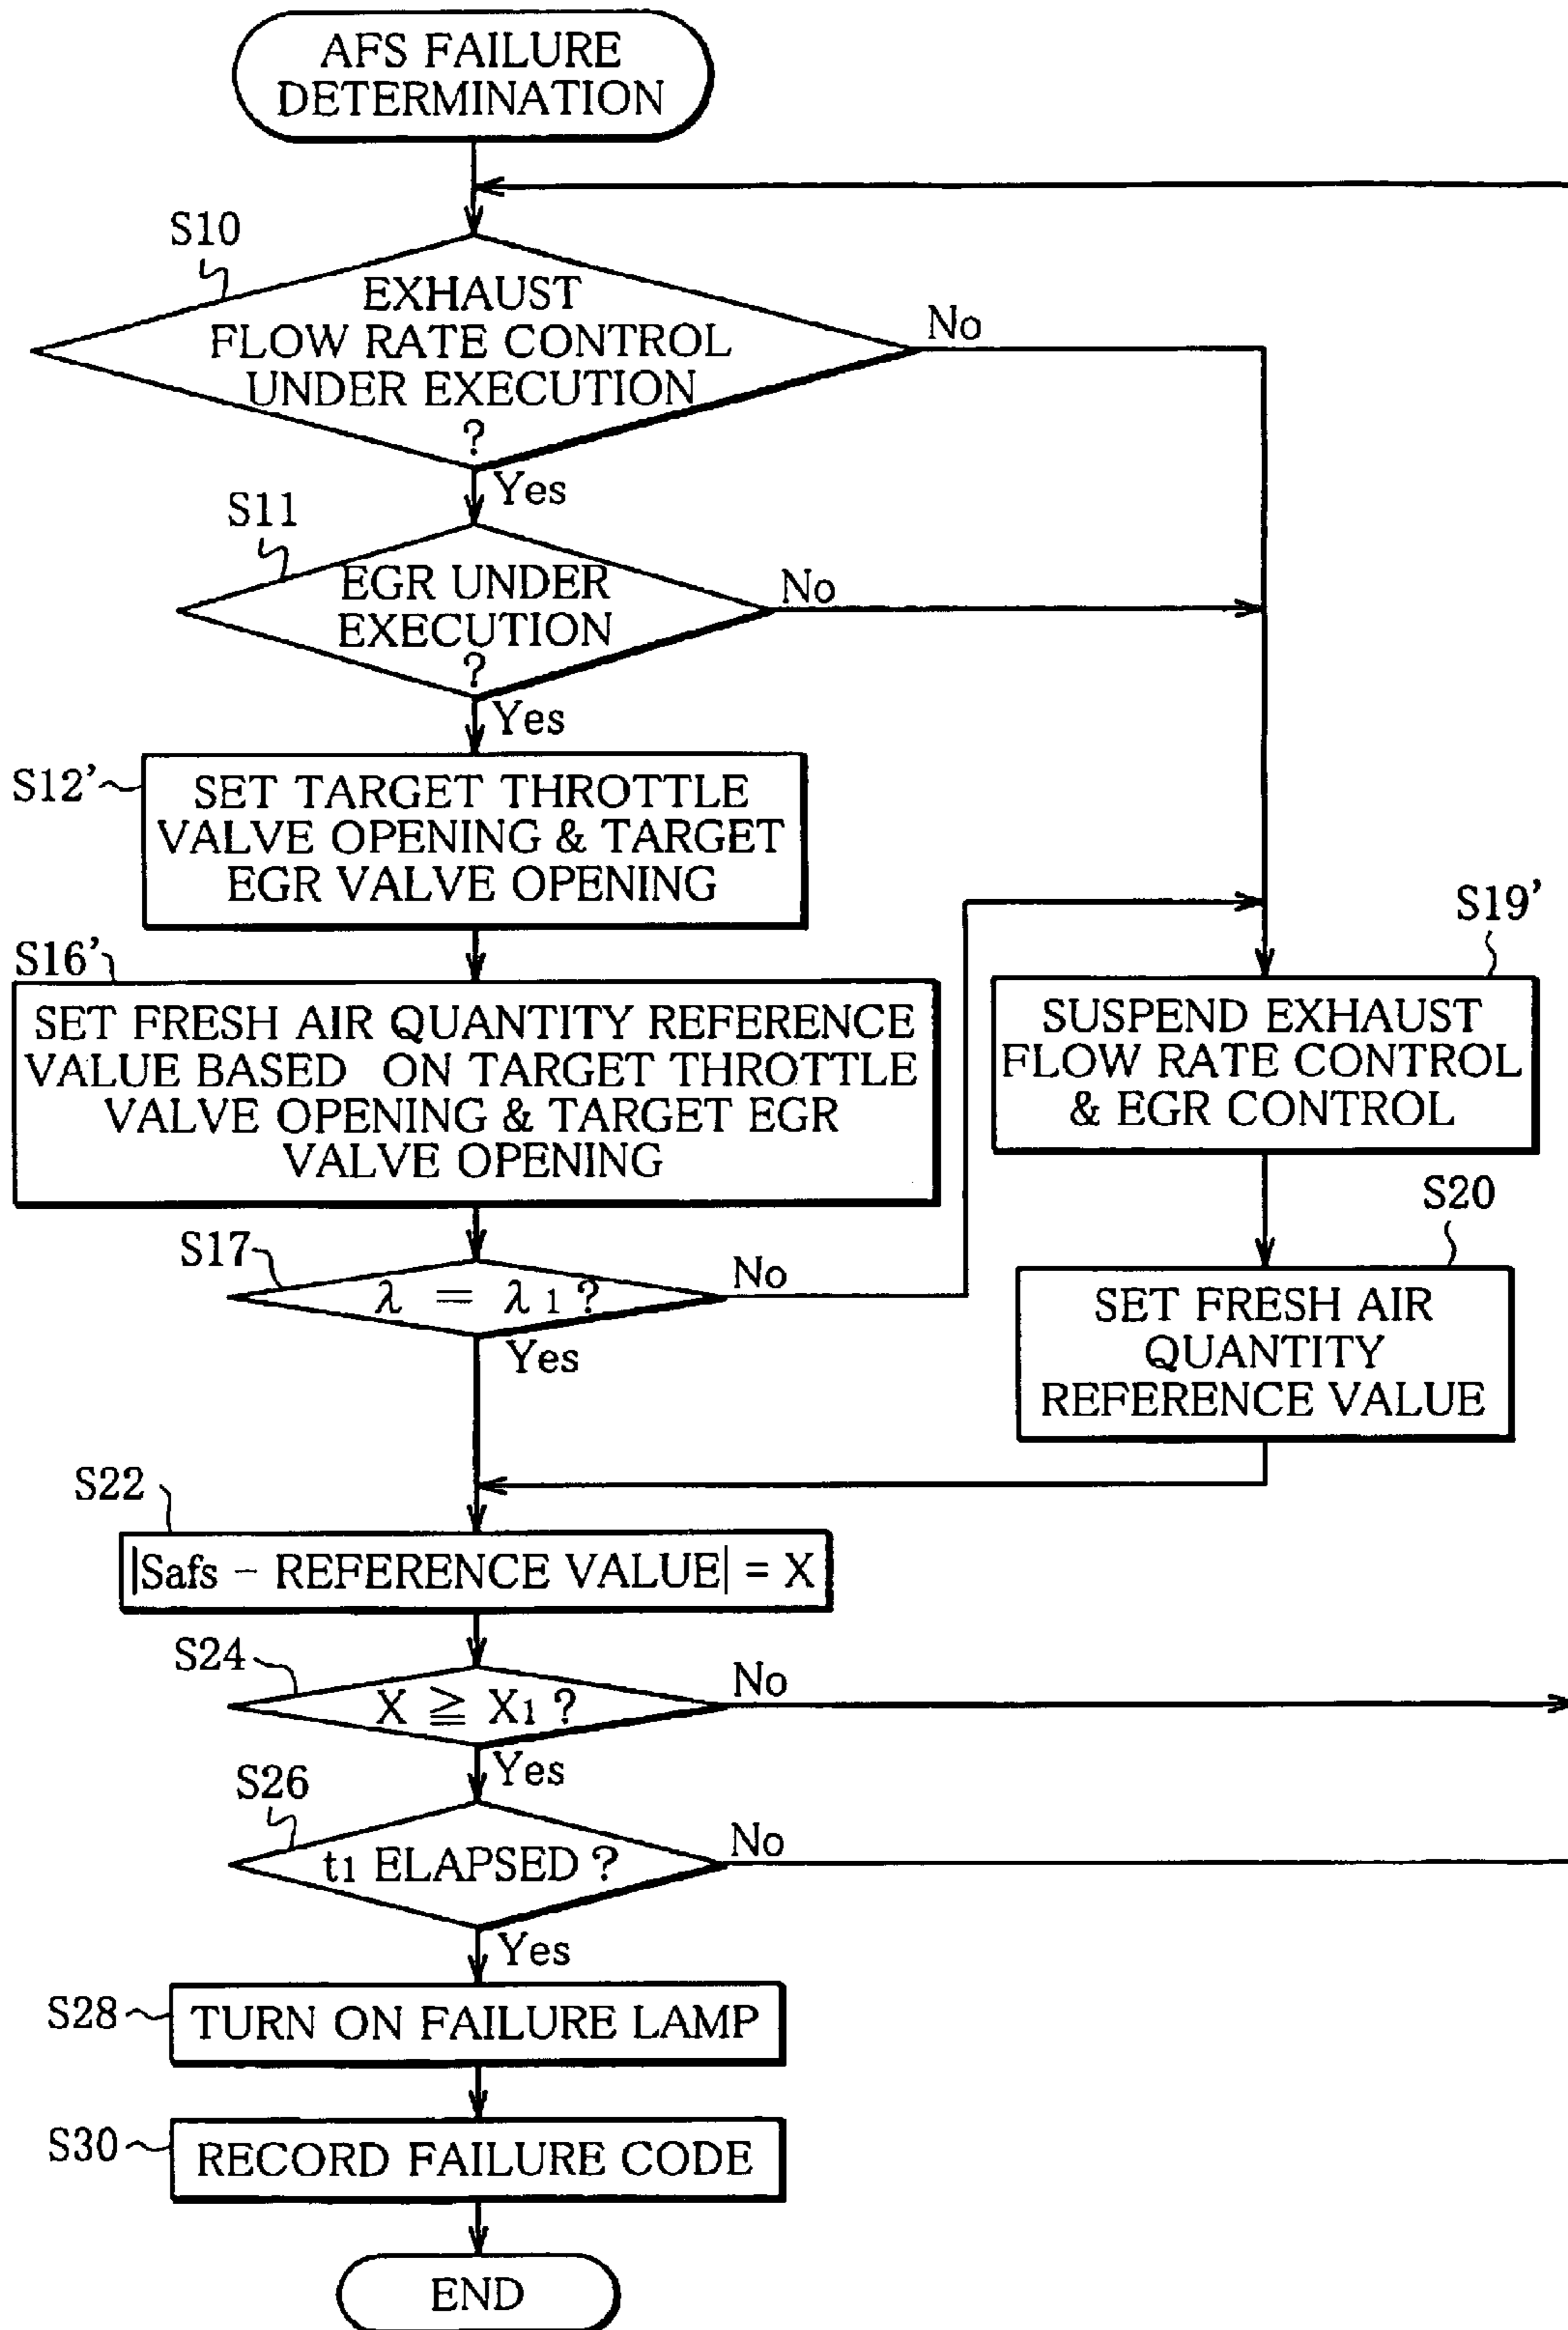 AFS FAILURE
DETERMINATION
S10
EXHAUST
FLOW RATE CONTROL
UNDER EXECUTION
?
No
Yes
S11
EGR UNDER
EXECUTION
?
No
Yes
S12'
SET TARGET THROTTLE
VALVE OPENING & TARGET
EGR VALVE OPENING
S16'
SET FRESH AIR QUANTITY REFERENCE
VALUE BASED ON TARGET THROTTLE
VALVE OPENING & TARGET EGR
VALVE OPENING
S19'
SUSPEND EXHAUST
FLOW RATE CONTROL
& EGR CONTROL
S17
λ = λ1 ?
No
Yes
S20
SET FRESH AIR
QUANTITY
REFERENCE VALUE
S22
|Safs − REFERENCE VALUE| = X
S24
X ≧ X1 ?
No
Yes
S26
t1 ELAPSED ?
No
Yes
S28
TURN ON FAILURE LAMP
S30
RECORD FAILURE CODE
END